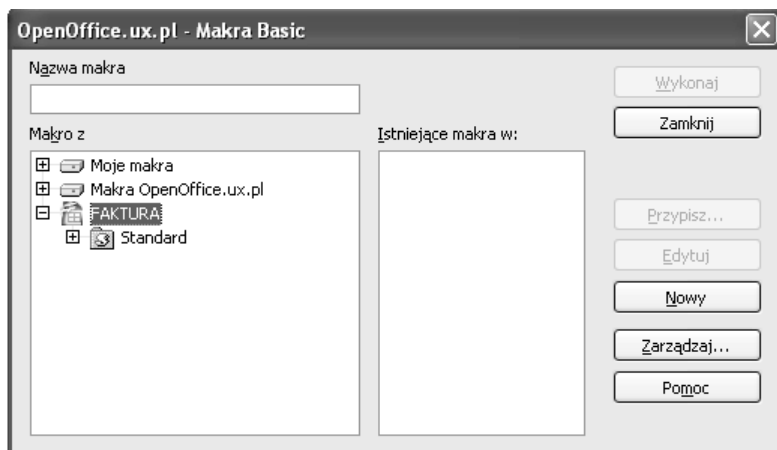 OpenOffice.ux.pl - Makra Basic
Nazwa makra
Wykonaj
Zamknij
Makro z
Istniejące makra w:
Moje makra
Makra OpenOffice.ux.pl
FAKTURA
Standard
Przypisz...
Edytuj
Nowy
Zarządzaj...
Pomoc